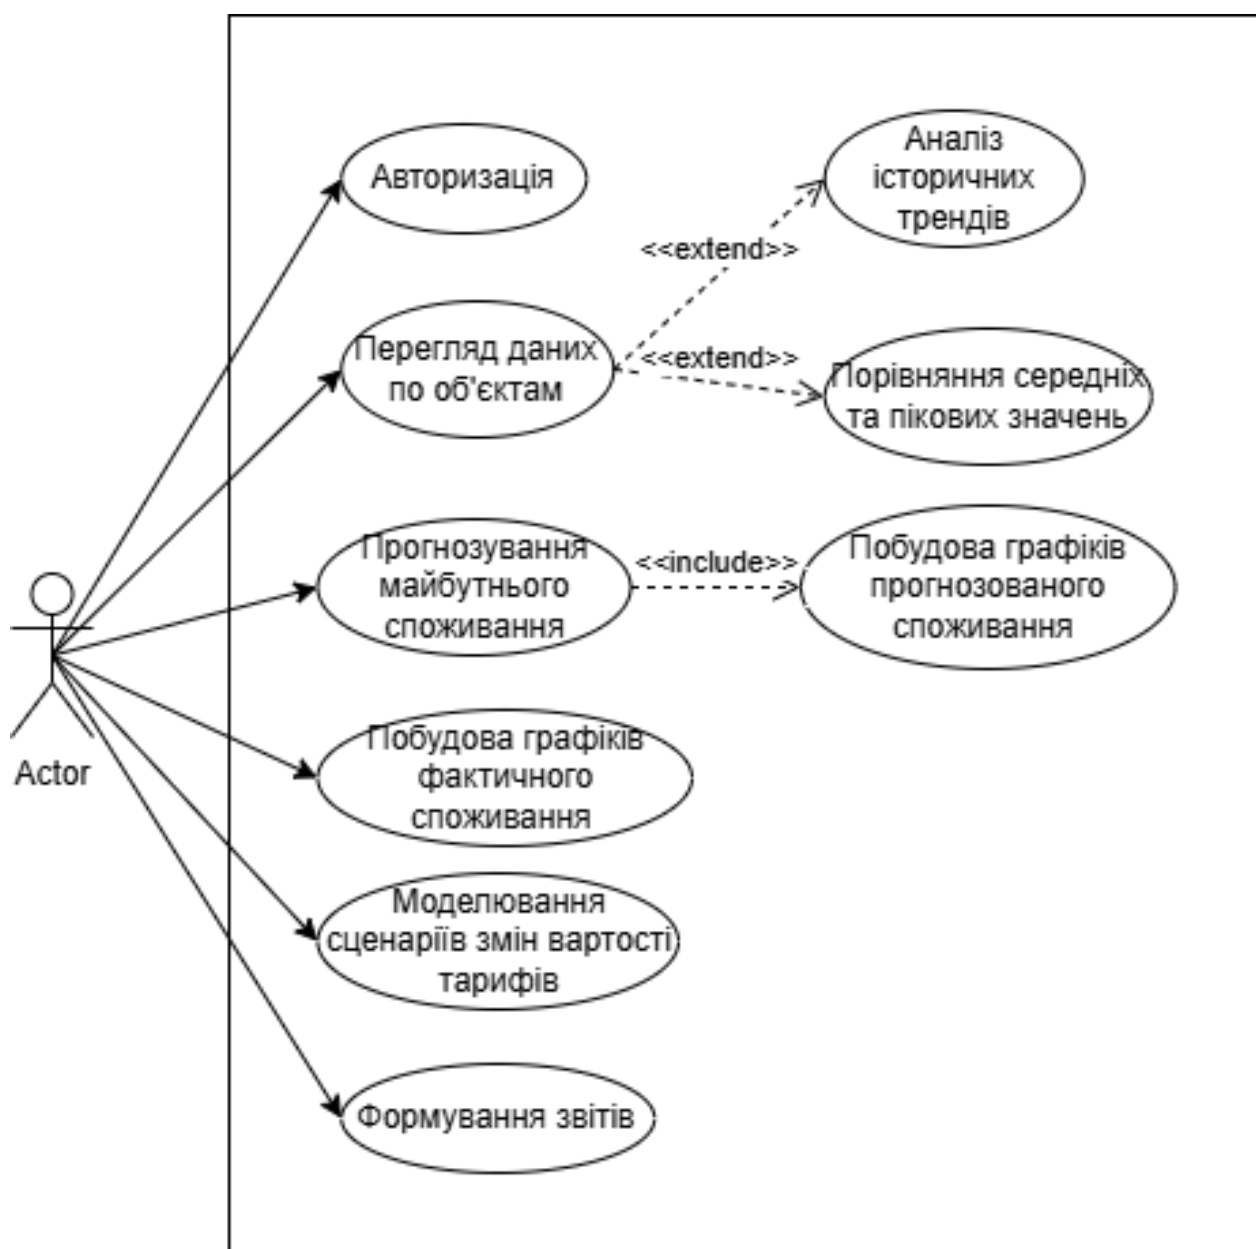 Авторизація
Аналіз
історичних
трендів
<<extend>>
Перегляд даних
по об'єктам
<<extend>>
Порівняння середніх
та пікових значень
Прогнозування
майбутнього
споживання
<<include>>
Побудова графіків
прогнозованого
споживання
Actor
Побудова графіків
фактичного
споживання
Моделювання
сценаріїв змін вартості
тарифів
Формування звітів